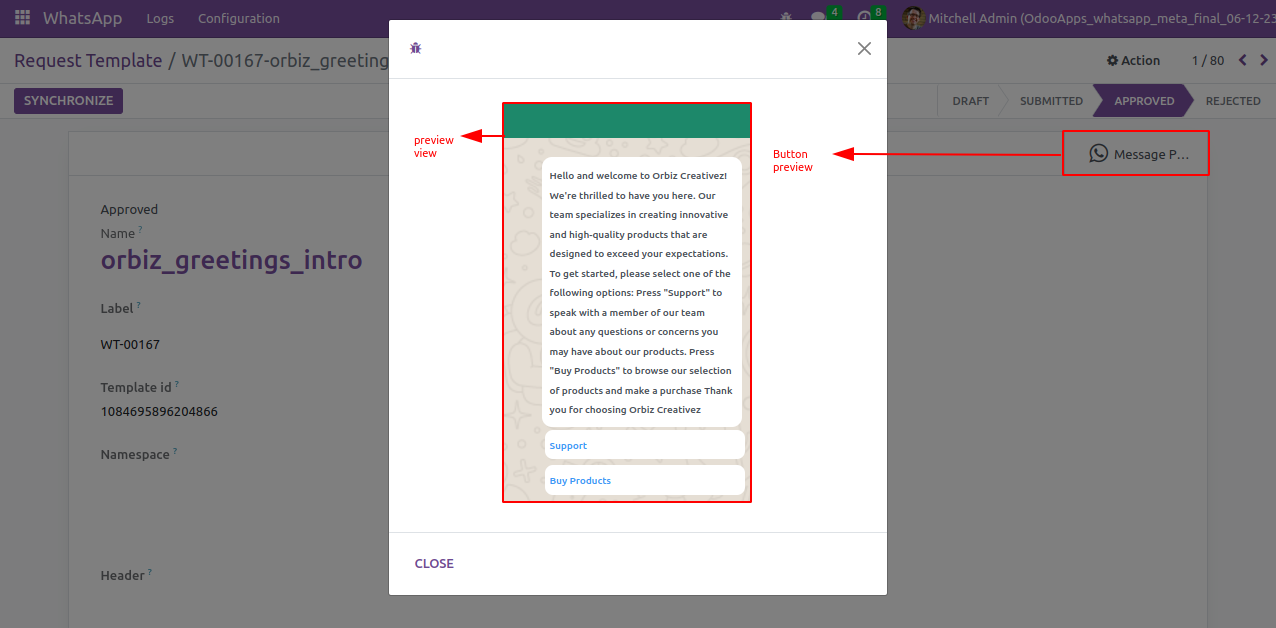 WhatsApp Logs Configuration 4 8 Mitchell Admin (OdooApps_whatsapp_meta_final_06-12-23
Request Template / WT-00167-orbiz_greeting
Action 1 / 80
SYNCHRONIZE
DRAFT SUBMITTED APPROVED REJECTED
Message P...
Button
preview
preview
view
Approved
Name ?
orbiz_greetings_intro
Label ?
WT-00167
Template id ?
1084695896204866
Namespace ?
Header ?
Hello and welcome to Orbiz Creativez!
We're thrilled to have you here. Our
team specializes in creating innovative
and high-quality products that are
designed to exceed your expectations.
To get started, please select one of the
following options: Press "Support" to
speak with a member of our team
about any questions or concerns you
may have about our products. Press
"Buy Products" to browse our selection
of products and make a purchase Thank
you for choosing Orbiz Creativez
Support
Buy Products
CLOSE